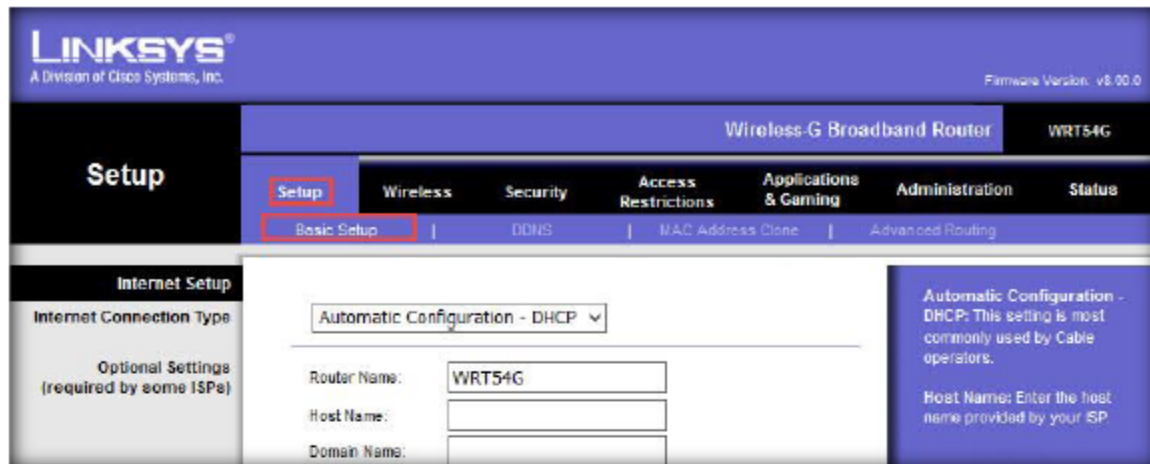 LINKSYS®
A Division of Cisco Systems, Inc.
Firmware Version: v8.00.0
Wireless-G Broadband Router WRT54G
Setup
Setup Wireless Security Access Restrictions Applications & Gaming Administration Status
Basic Setup | DDNS | MAC Address Clone | Advanced Routing
Internet Setup
Internet Connection Type
Automatic Configuration - DHCP
Optional Settings
(required by some ISPs)
Router Name: WRT54G
Host Name:
Domain Name:
Automatic Configuration -
DHCP: This setting is most
commonly used by Cable
operators.
Host Name: Enter the host
name provided by your ISP.